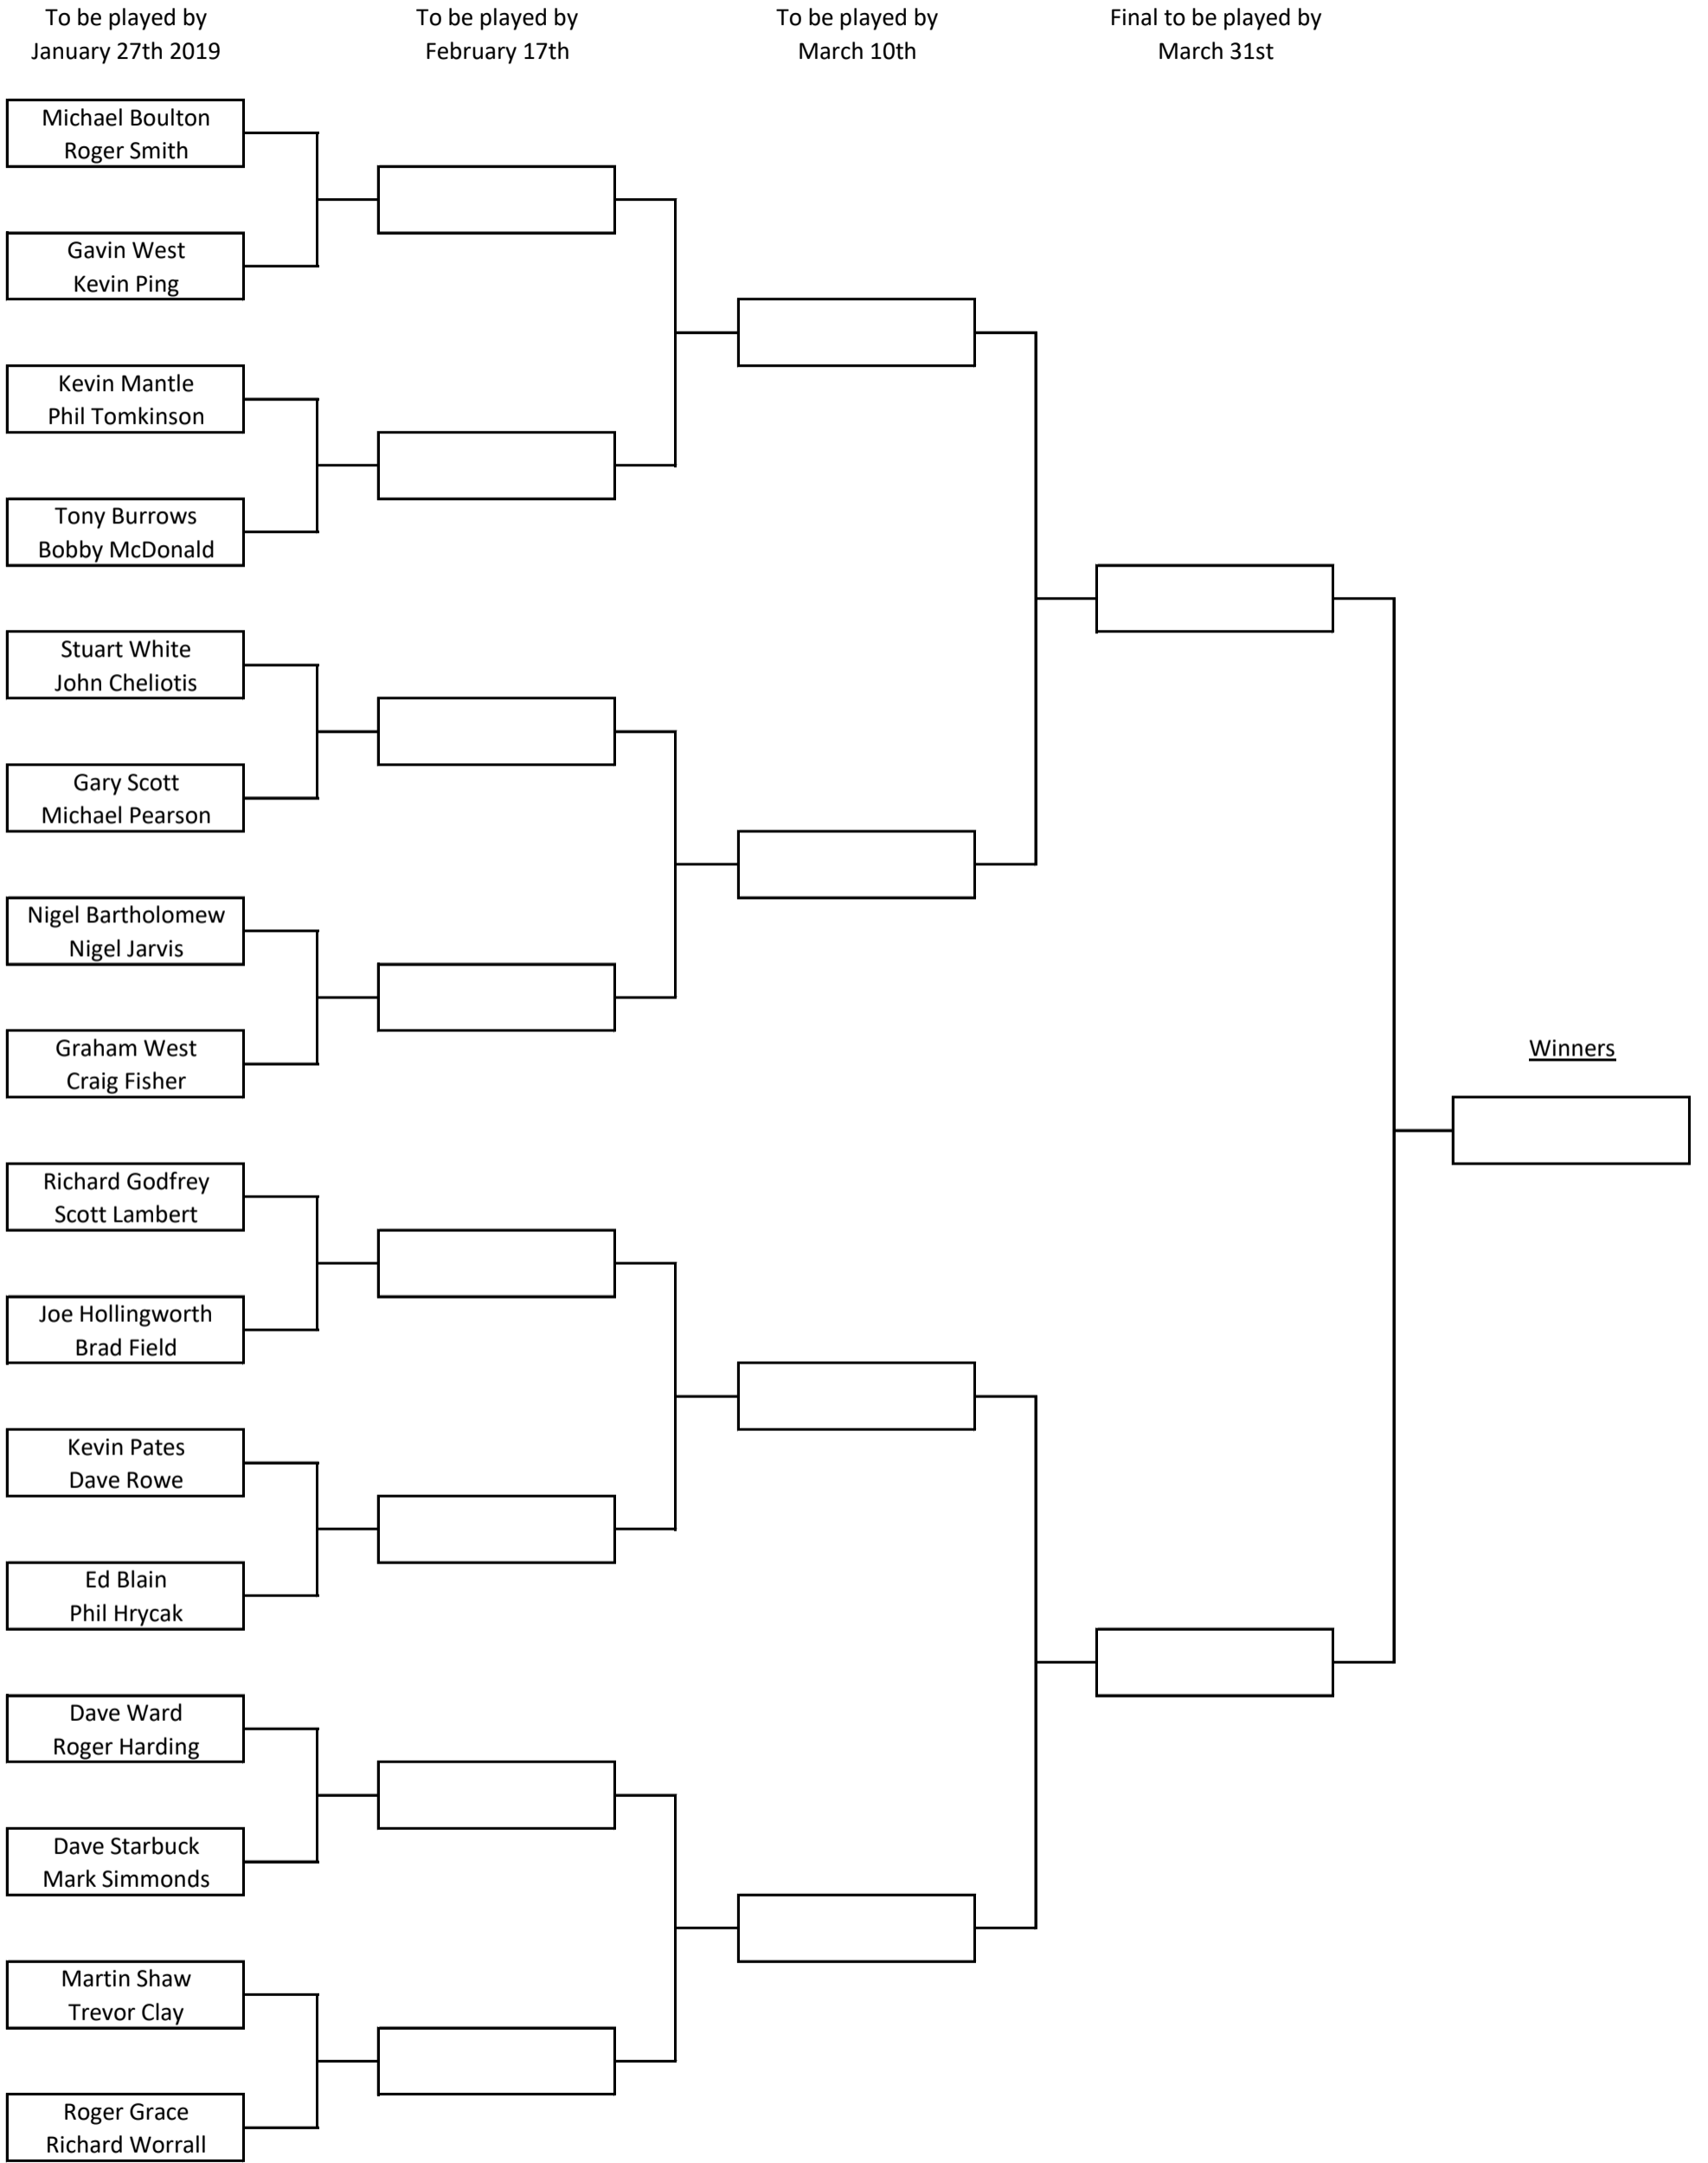 To be played by
January 27th 2019
To be played by
February 17th
To be played by
March 10th
Final to be played by
March 31st
Michael Boulton
Roger Smith
Gavin West
Kevin Ping
Kevin Mantle
Phil Tomkinson
Tony Burrows
Bobby McDonald
Stuart White
John Cheliotis
Gary Scott
Michael Pearson
Nigel Bartholomew
Nigel Jarvis
Graham West
Craig Fisher
Winners
Richard Godfrey
Scott Lambert
Joe Hollingworth
Brad Field
Kevin Pates
Dave Rowe
Ed Blain
Phil Hrycak
Dave Ward
Roger Harding
Dave Starbuck
Mark Simmonds
Martin Shaw
Trevor Clay
Roger Grace
Richard Worrall